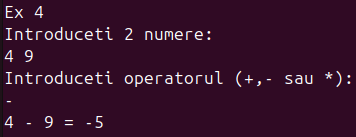 Ex 4
Introduceti 2 numere:
4 9
Introduceti operatorul (+,- sau *):
-
4 - 9 = -5